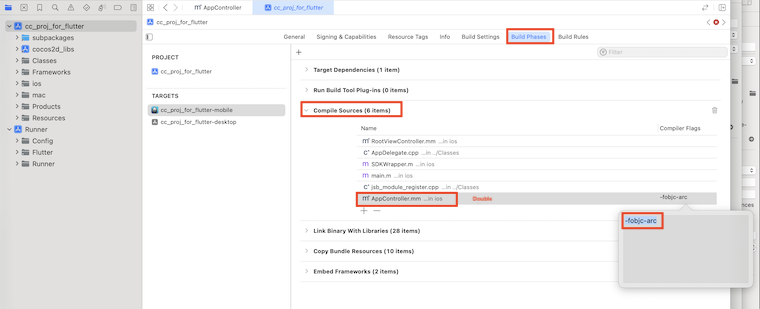 AppController
cc_proj_for_flutter
cc_proj_for_flutter
subpackages
cocos2d_libs
Classes
Frameworks
ios
mac
Products
Resources
Runner
Config
Flutter
Runner
cc_proj_for_flutter
General
Signing & Capabilities
Resource Tags
Info
Build Settings
Build Phases
Build Rules
PROJECT
cc_proj_for_flutter
TARGETS
cc_proj_for_flutter-mobile
cc_proj_for_flutter-desktop
Filter
Target Dependencies (1 item)
Run Build Tool Plug-ins (0 items)
Compile Sources (6 items)
Name
Compiler Flags
RootViewController.mm ...in ios
AppDelegate.cpp ...in ../Classes
SDKWrapper.m ...in ios
main.m ...in ios
jsb_module_register.cpp ...in ../Classes
AppController.mm ...in ios
-fobjc-arc
-fobjc-arc
Link Binary With Libraries (28 items)
Copy Bundle Resources (10 items)
Embed Frameworks (2 items)